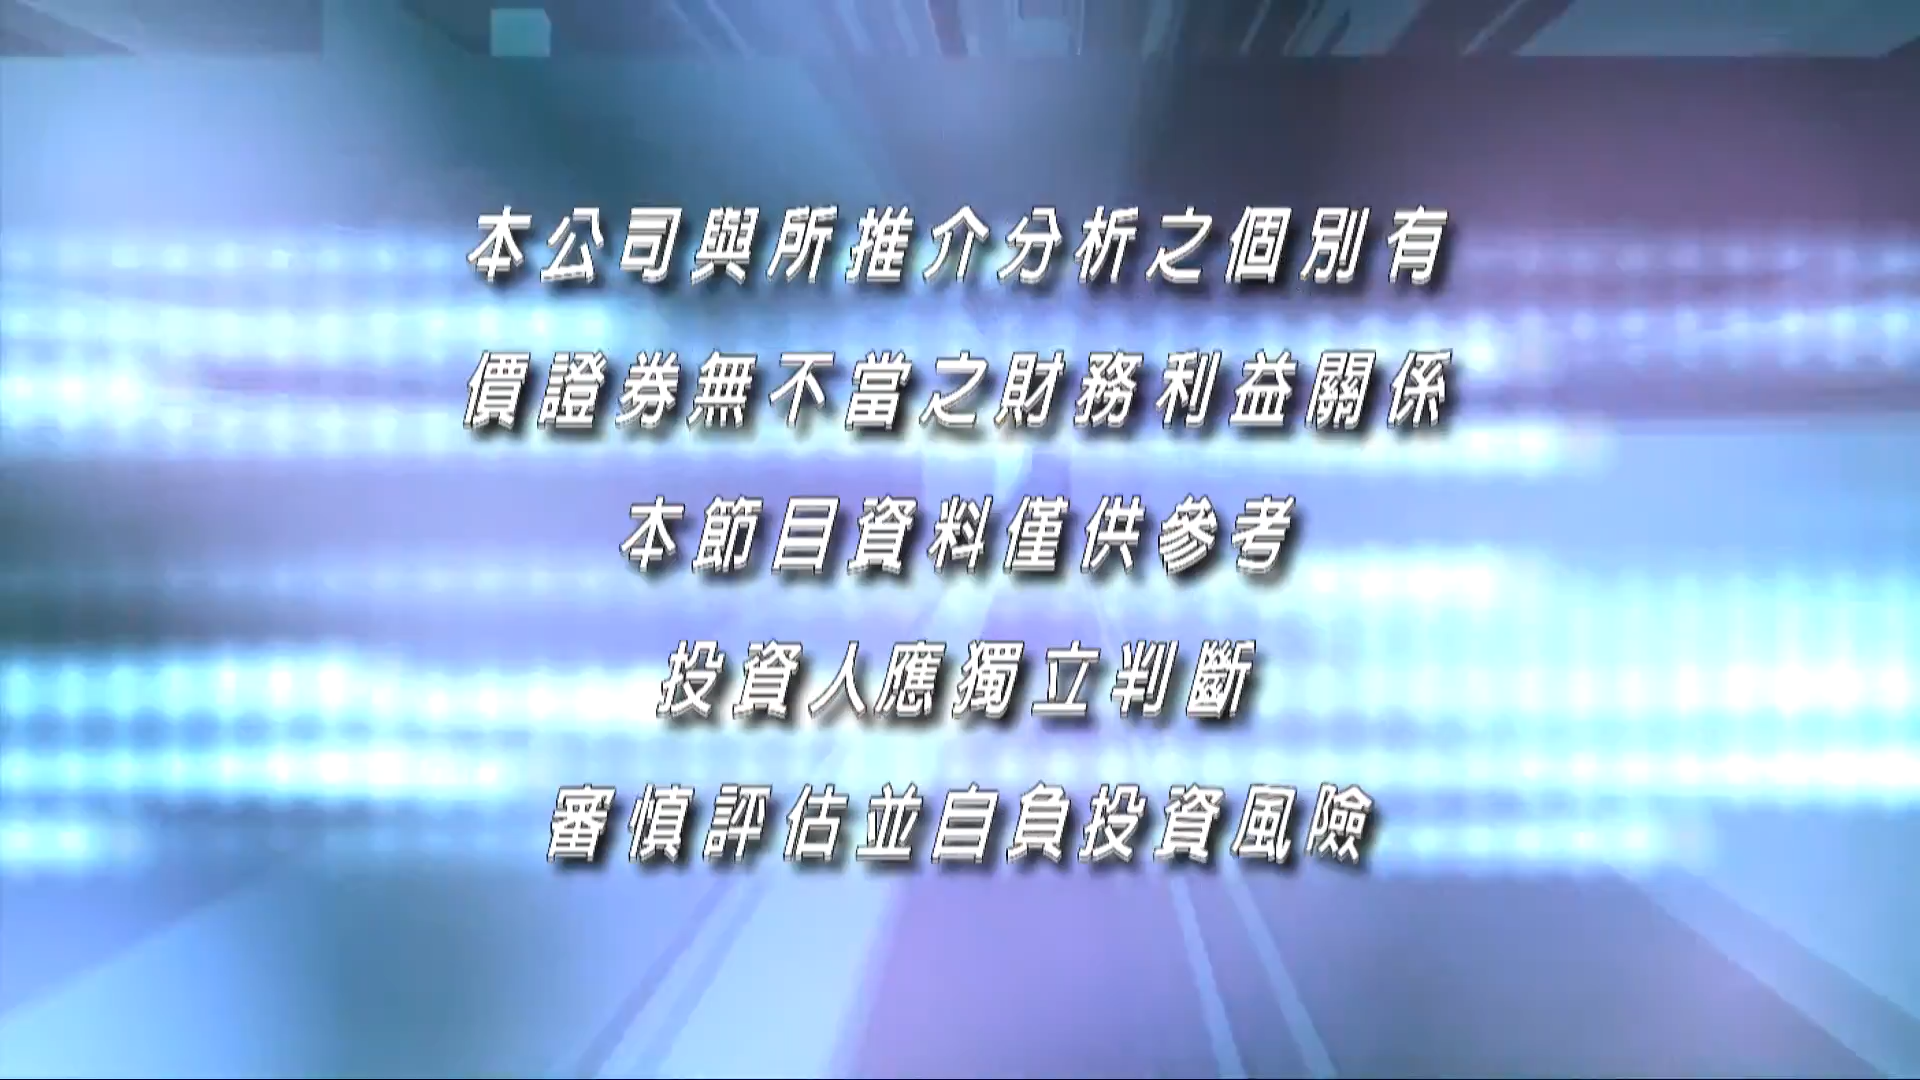 本公司與所推介分析之個別有
價證券無不當之財務利益關係
本節目資料僅供參考
投資人應獨立判斷
審慎評估並自負投資風險